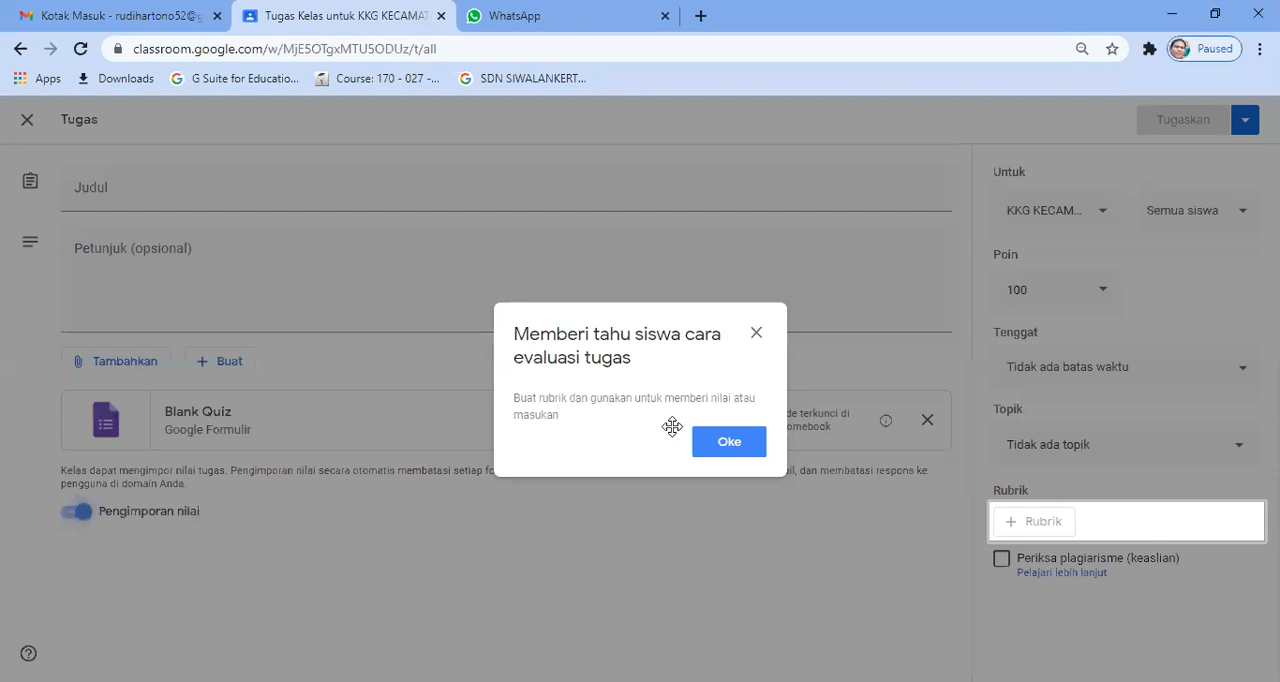 Kotak Masuk - rudihartono52@g
Tugas Kelas untuk KKG KECAMAT
WhatsApp
classroom.google.com/w/MjE5OTgxMTU5ODUz/t/all
Paused
Apps
Downloads
G Suite for Educatio...
Course: 170 - 027 -...
SDN SIWALANKERT...
Tugas
Tugaskan
Judul
Petunjuk (opsional)
Tambahkan
Buat
Blank Quiz
Google Formulir
de terkunci di
omebook
Kelas dapat mengimpor nilai tugas. Pengimporan nilai secara otomatis membatasi setiap fo
il, dan membatasi respons ke
pengguna di domain Anda.
Pengimporan nilai
Memberi tahu siswa cara
evaluasi tugas
Buat rubrik dan gunakan untuk memberi nilai atau
masukan
Oke
Untuk
KKG KECAM...
Semua siswa
Poin
100
Tenggat
Tidak ada batas waktu
Topik
Tidak ada topik
Rubrik
+ Rubrik
Periksa plagiarisme (keaslian)
Pelajari lebih lanjut